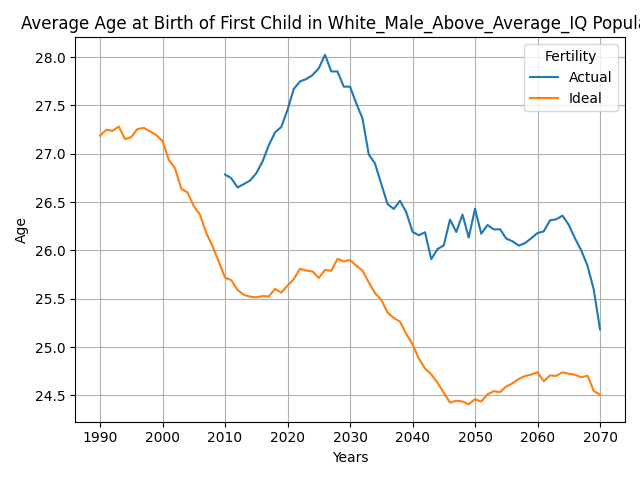 Average Age at Birth of First Child in White_Male_Above_Average_IQ Popula
Fertility
Actual
Ideal
28.0
27.5
27.0
26.5
26.0
25.5
25.0
24.5
Age
1990 2000 2010 2020 2030 2040 2050 2060 2070
Years